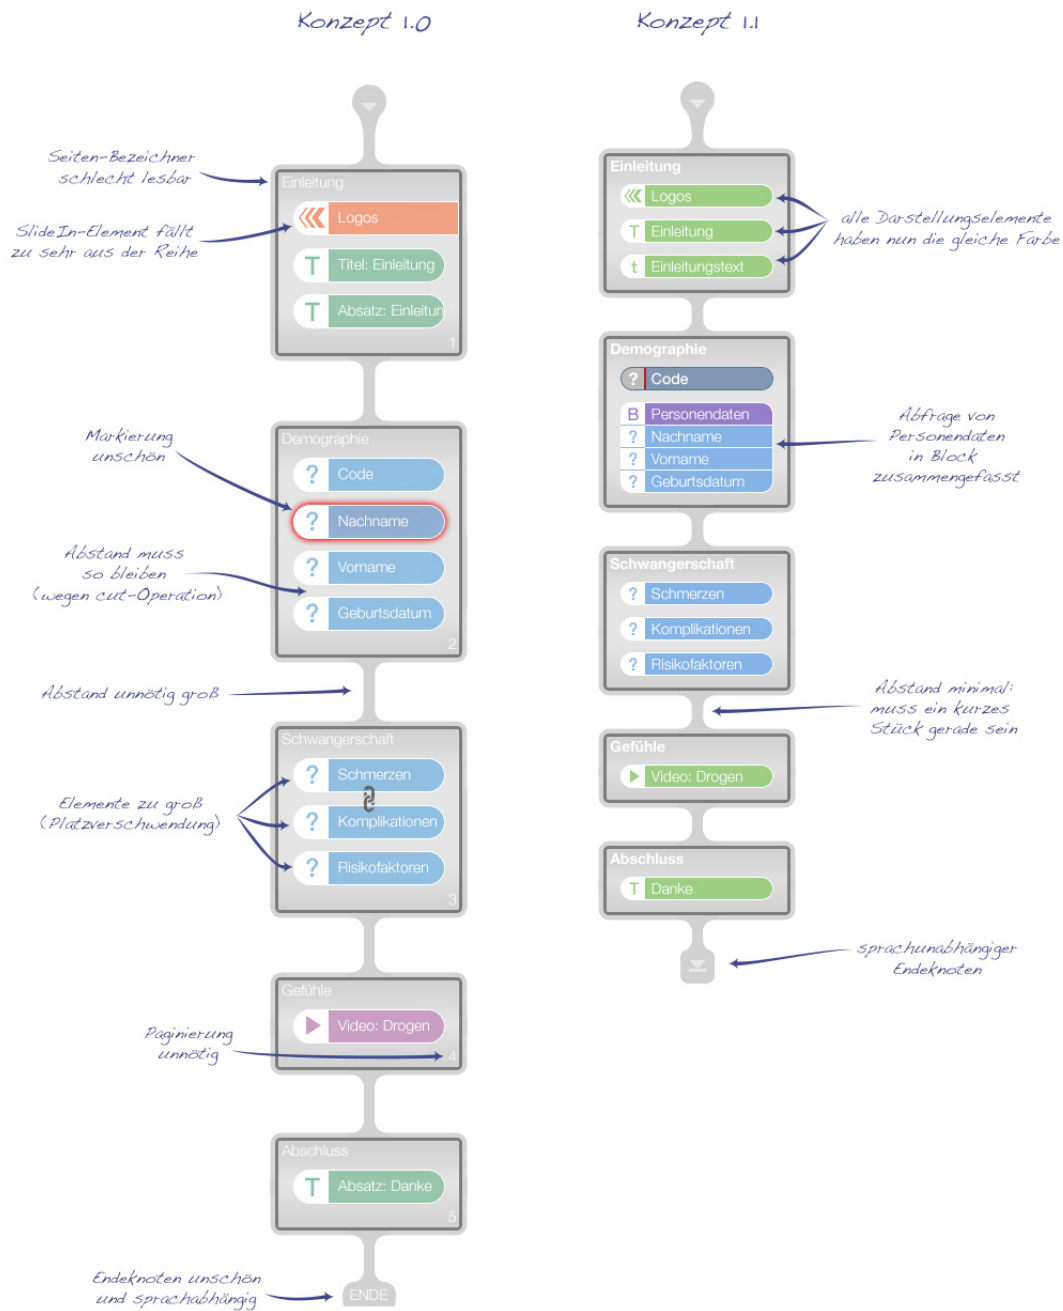 Konzept 1.0
Seiten-Bezeichner
schlecht lesbar
SlideIn-Element fällt
zu sehr aus der Reihe
Einleitung
Logos
T Titel: Einleitung
T Absatz: Einleitun
1
Markierung
unschön
Abstand muss
so bleiben
(wegen cut-Operation)
Demographie
? Code
? Nachname
? Vorname
? Geburtsdatum
2
Abstand unnötig groß
Elemente zu groß
(Platzverschwendung)
Schwangerschaft
? Schmerzen
? Komplikationen
? Risikofaktoren
3
Paginierung
unnötig
Gefühle
Video: Drogen
4
Abschluss
T Absatz: Danke
5
Endeknoten unschön
und sprachabhängig
ENDE
Konzept 1.1
Einleitung
Logos
T Einleitung
t Einleitungstext
alle Darstellungselemente
haben nun die gleiche Farbe
Demographie
? Code
B Personendaten
? Nachname
? Vorname
? Geburtsdatum
Abfrage von
Personendaten
in Block
zusammengefasst
Schwangerschaft
? Schmerzen
? Komplikationen
? Risikofaktoren
Abstand minimal:
muss ein kurzes
Stück gerade sein
Gefühle
Video: Drogen
Abschluss
T Danke
sprachunabhängiger
Endeknoten